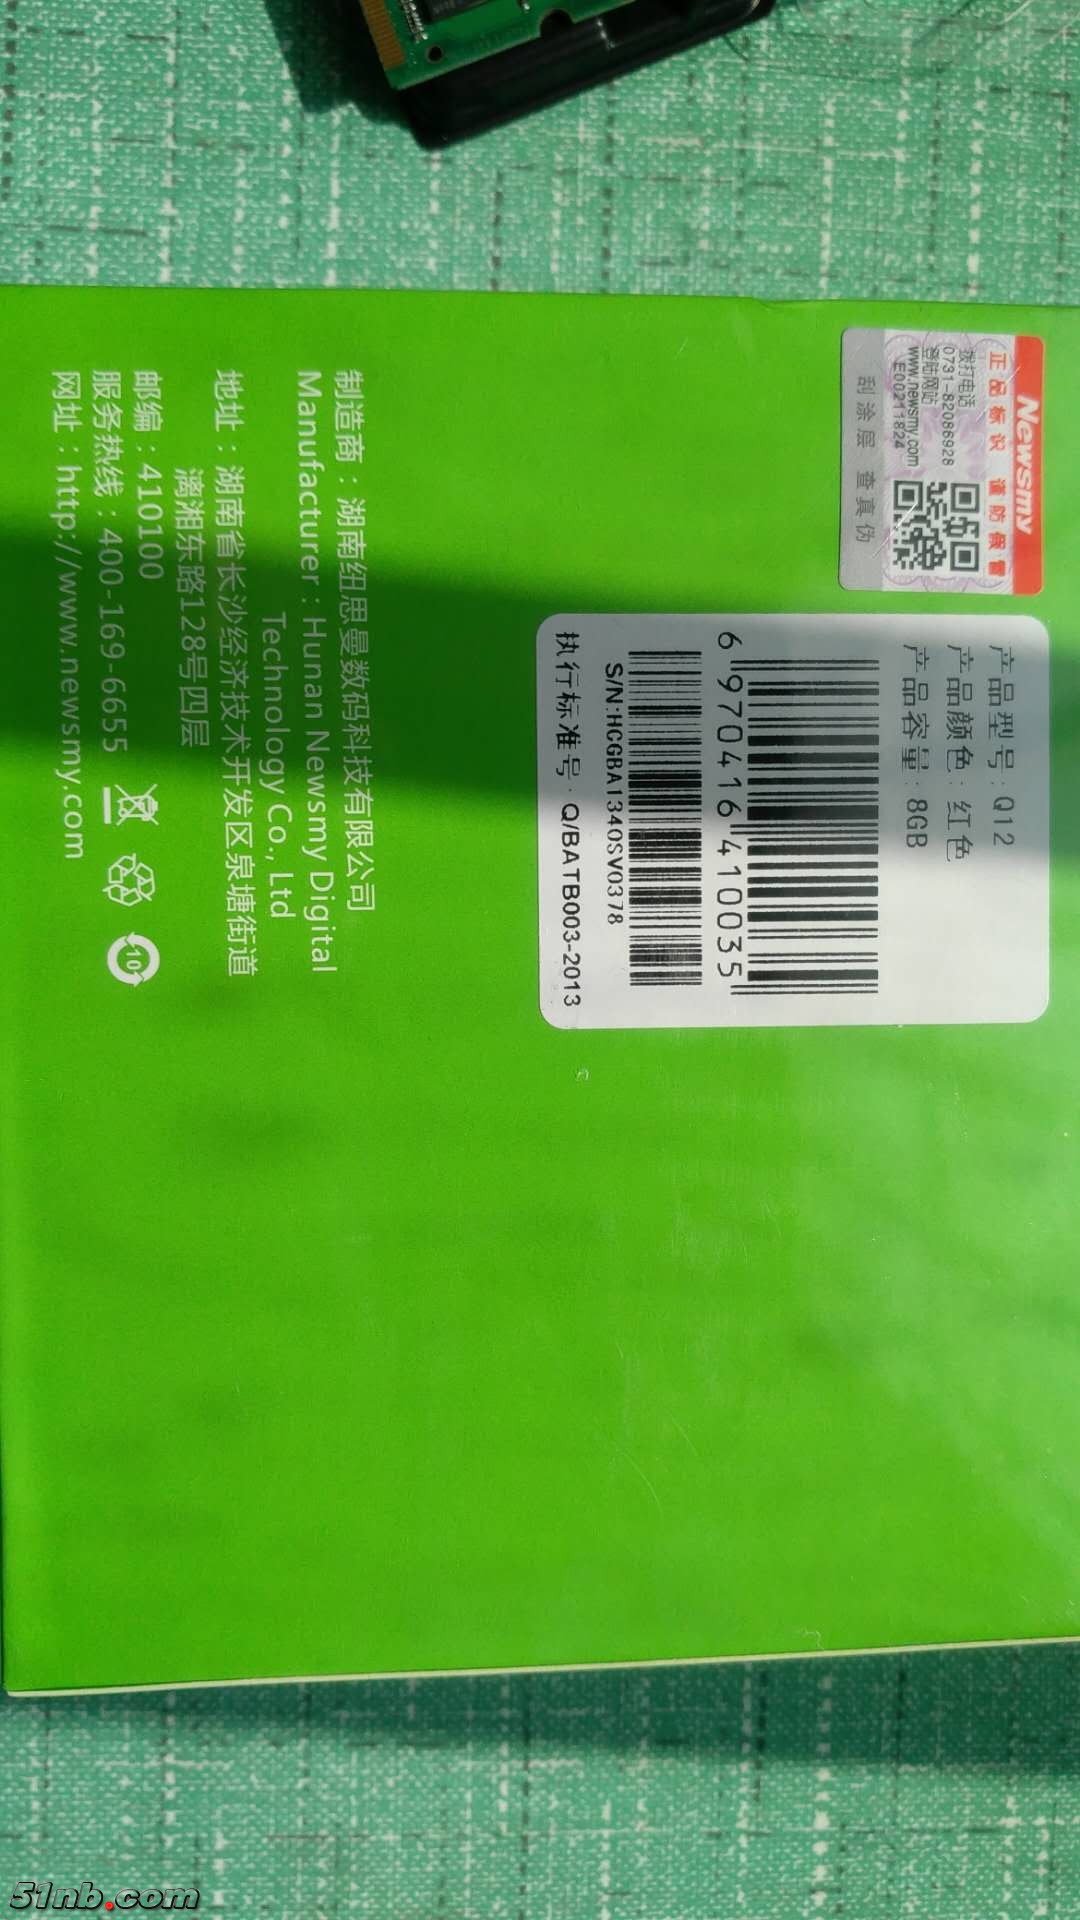 Newsmy
正品标识 谨防假冒
拨打电话
0731-82086928
登陆网站
www.newsmy.com
E00211824
刮涂层 查真伪
产品型号:Q12
产品颜色:红色
产品容量:8GB
6 970416 410035
S/N:HCGBA1340SV0378
执行标准号:Q/BATB003-2013
制造商:湖南纽思曼数码科技有限公司
Manufacturer:Hunan Newsmy Digital
Technology Co., Ltd
地址:湖南省长沙经济技术开发区泉塘街道
漓湘东路128号四层
邮编:410100
服务热线:400-169-6655
网址:http://www.newsmy.com
10
51nb.com